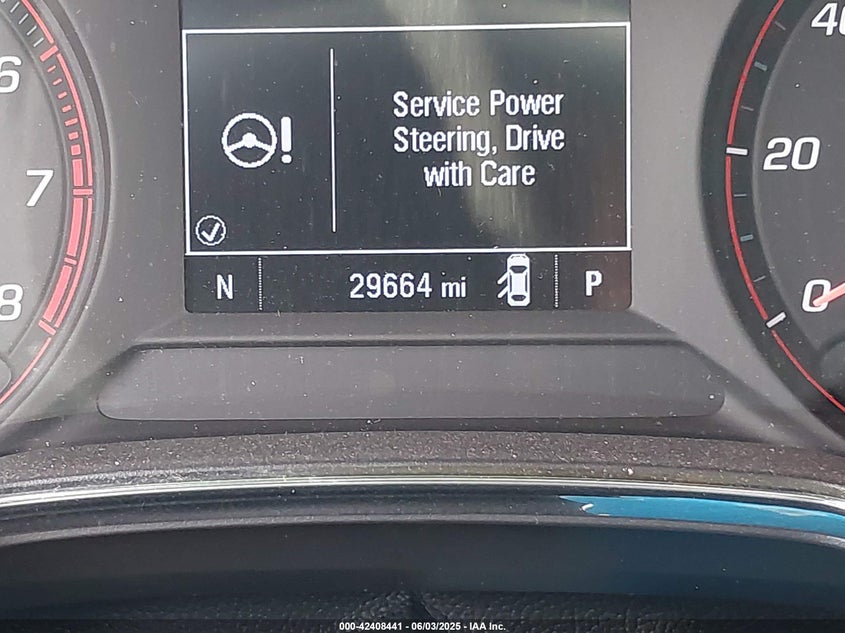 Service Power
Steering, Drive
with Care
N 29664 mi P
6
7
8
40
20
0
000-42408441 - 06/03/2025 - IAA Inc.